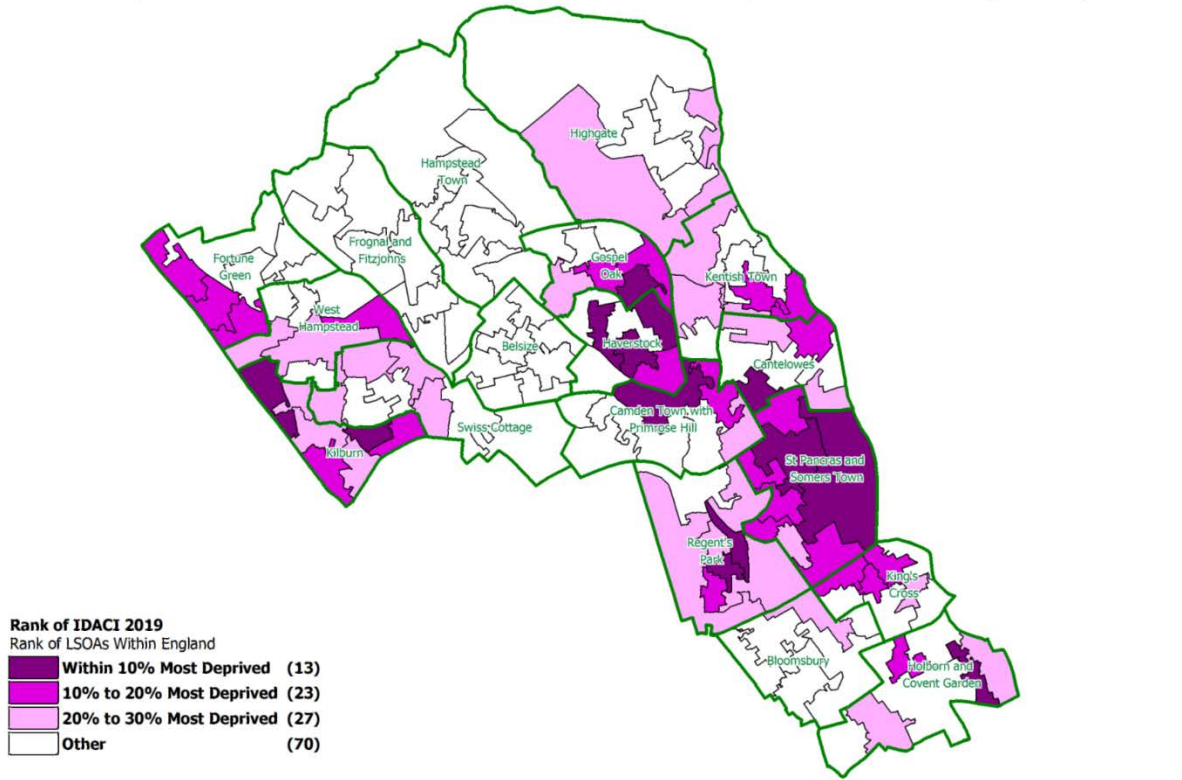 Highgate
Hampstead
Town
Frognal and
Fitzjohns
Fortune
Green
Gospel
Oak
Kentish Town
West
Hampstead
Haverstock
Belsize
Cantelowes
Camden Town with
Primrose Hill
Swiss Cottage
Kilburn
St Pancras and
Somers Town
Regent's
Park
King's
Cross
Bloomsbury
Holborn and
Covent Garden
Rank of IDACI 2019
Rank of LSOAs Within England
Within 10% Most Deprived (13)
10% to 20% Most Deprived (23)
20% to 30% Most Deprived (27)
Other (70)